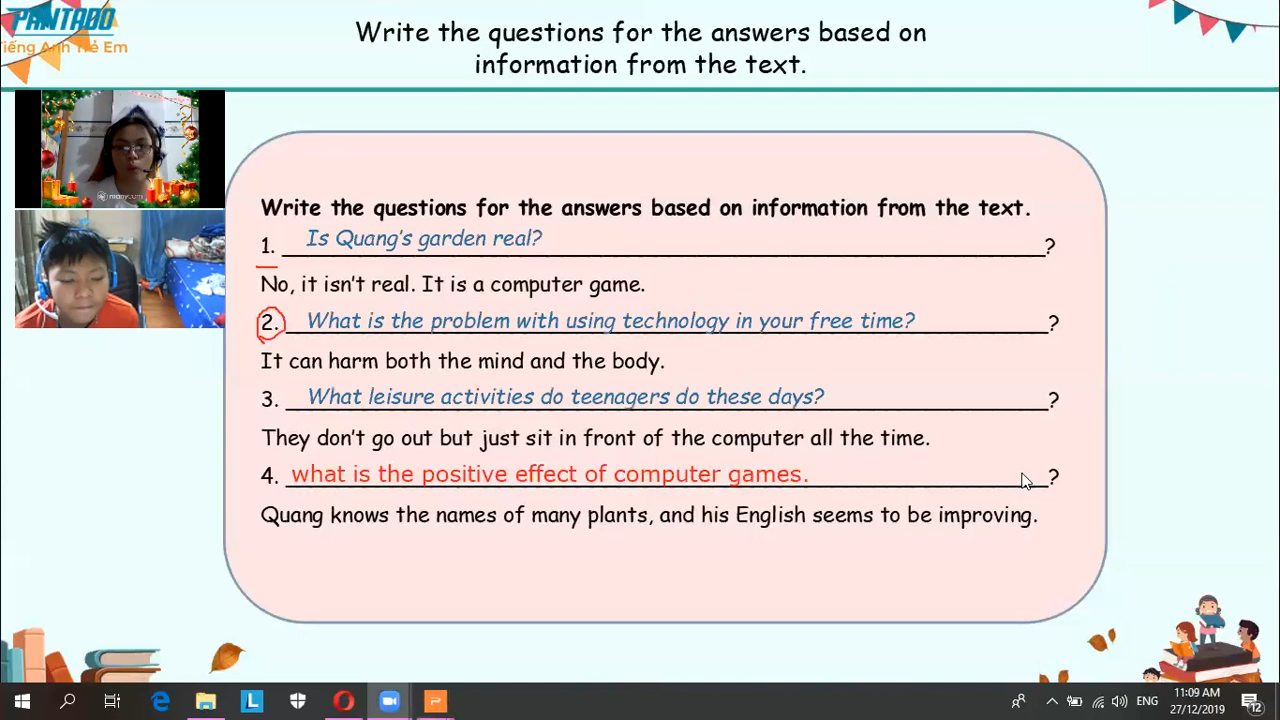 PANTADO
Tiếng Anh Trẻ Em
Write the questions for the answers based on
information from the text.
manycam
Write the questions for the answers based on information from the text.
1. Is Quang's garden real? ?
No, it isn't real. It is a computer game.
2. What is the problem with using technology in your free time? ?
It can harm both the mind and the body.
3. What leisure activities do teenagers do these days? ?
They don't go out but just sit in front of the computer all the time.
4. what is the positive effect of computer games. ?
Quang knows the names of many plants, and his English seems to be improving.
L
P
ENG
11:09 AM
27/12/2019
12